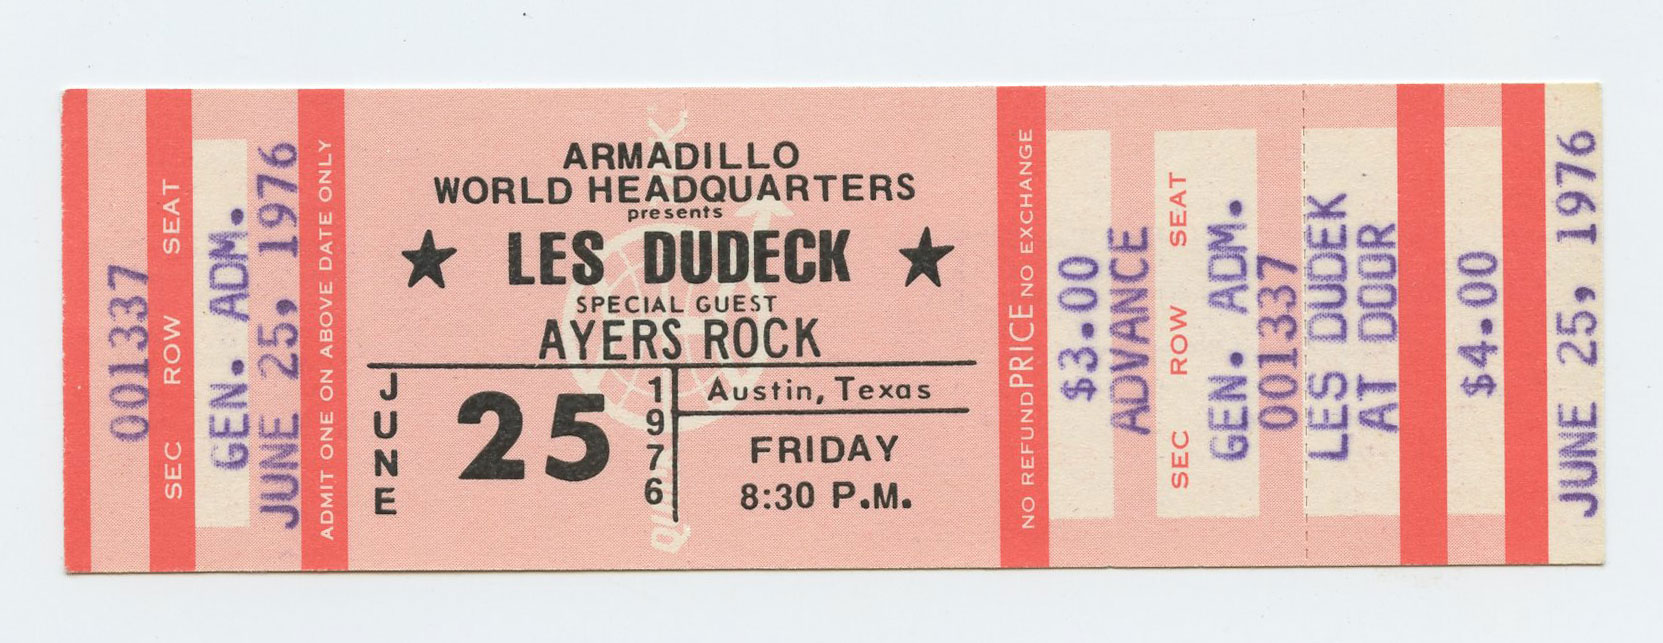 001337
SEC ROW SEAT
GEN. ADM.
JUNE 25, 1976
ADMIT ONE ON ABOVE DATE ONLY
ARMADILLO
WORLD HEADQUARTERS
presents
★ LES DUDECK ★
SPECIAL GUEST
AYERS ROCK
JUNE
25
1976
Austin, Texas
FRIDAY
8:30 P.M.
NO REFUND PRICE NO EXCHANGE
$3.00
ADVANCE
SEC ROW SEAT
GEN. ADM.
001337
LES DUDEK
AT DOOR
$4.00
JUNE 25, 1976